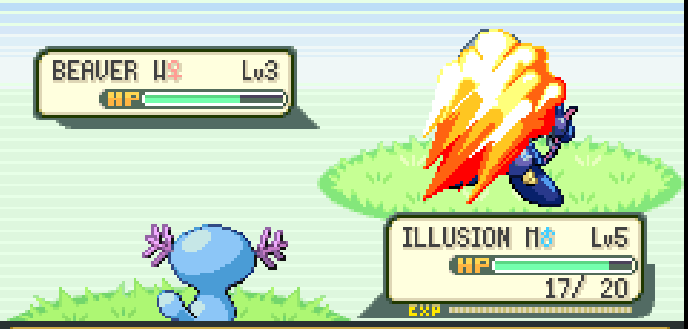 BEAVER W♀ Lv3
HP
ILLUSION M♂ Lv5
HP
17/ 20
EXP